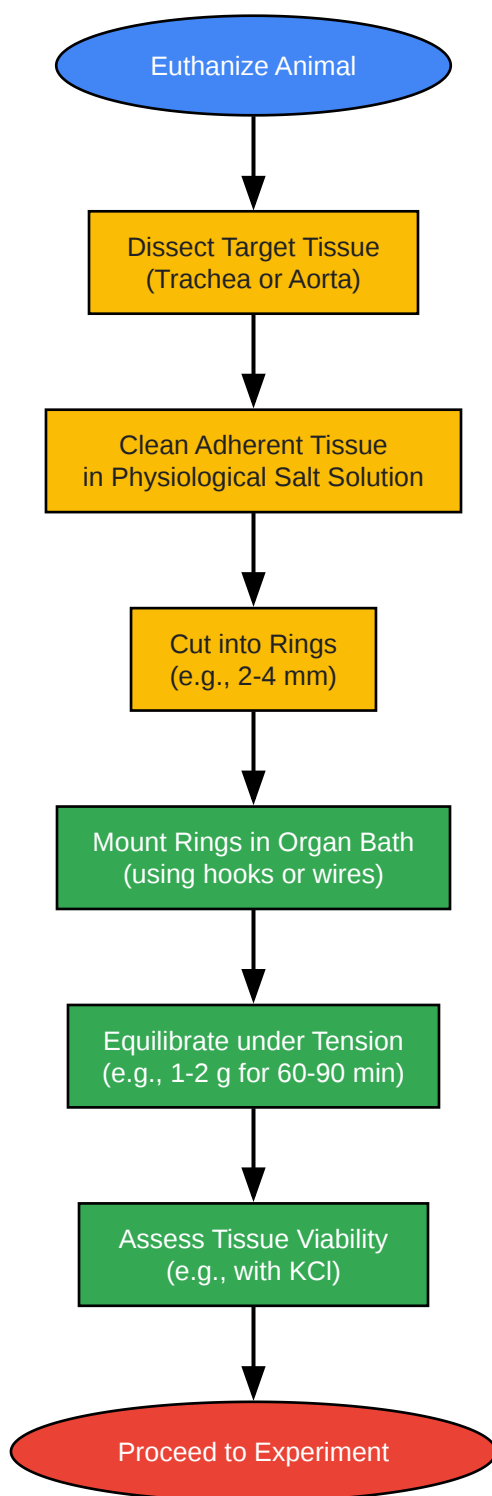 Euthanize Animal
Dissect Target Tissue
(Trachea or Aorta)
Clean Adherent Tissue
in Physiological Salt Solution
Cut into Rings
(e.g., 2-4 mm)
Mount Rings in Organ Bath
(using hooks or wires)
Equilibrate under Tension
(e.g., 1-2 g for 60-90 min)
Assess Tissue Viability
(e.g., with KCl)
Proceed to Experiment